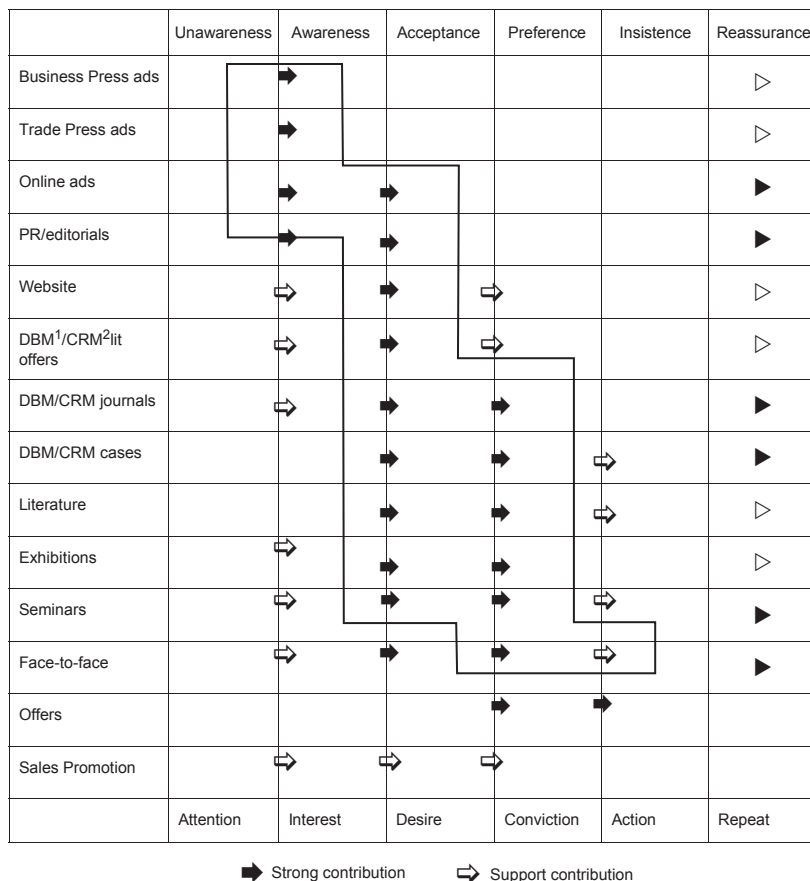 Unawareness Awareness Acceptance Preference Insistence Reassurance
Business Press ads
Trade Press ads
Online ads
PR/editorials
Website
DBM1/CRM2lit
offers
DBM/CRM journals
DBM/CRM cases
Literature
Exhibitions
Seminars
Face-to-face
Offers
Sales Promotion
Attention Interest Desire Conviction Action Repeat
Strong contribution Support contribution